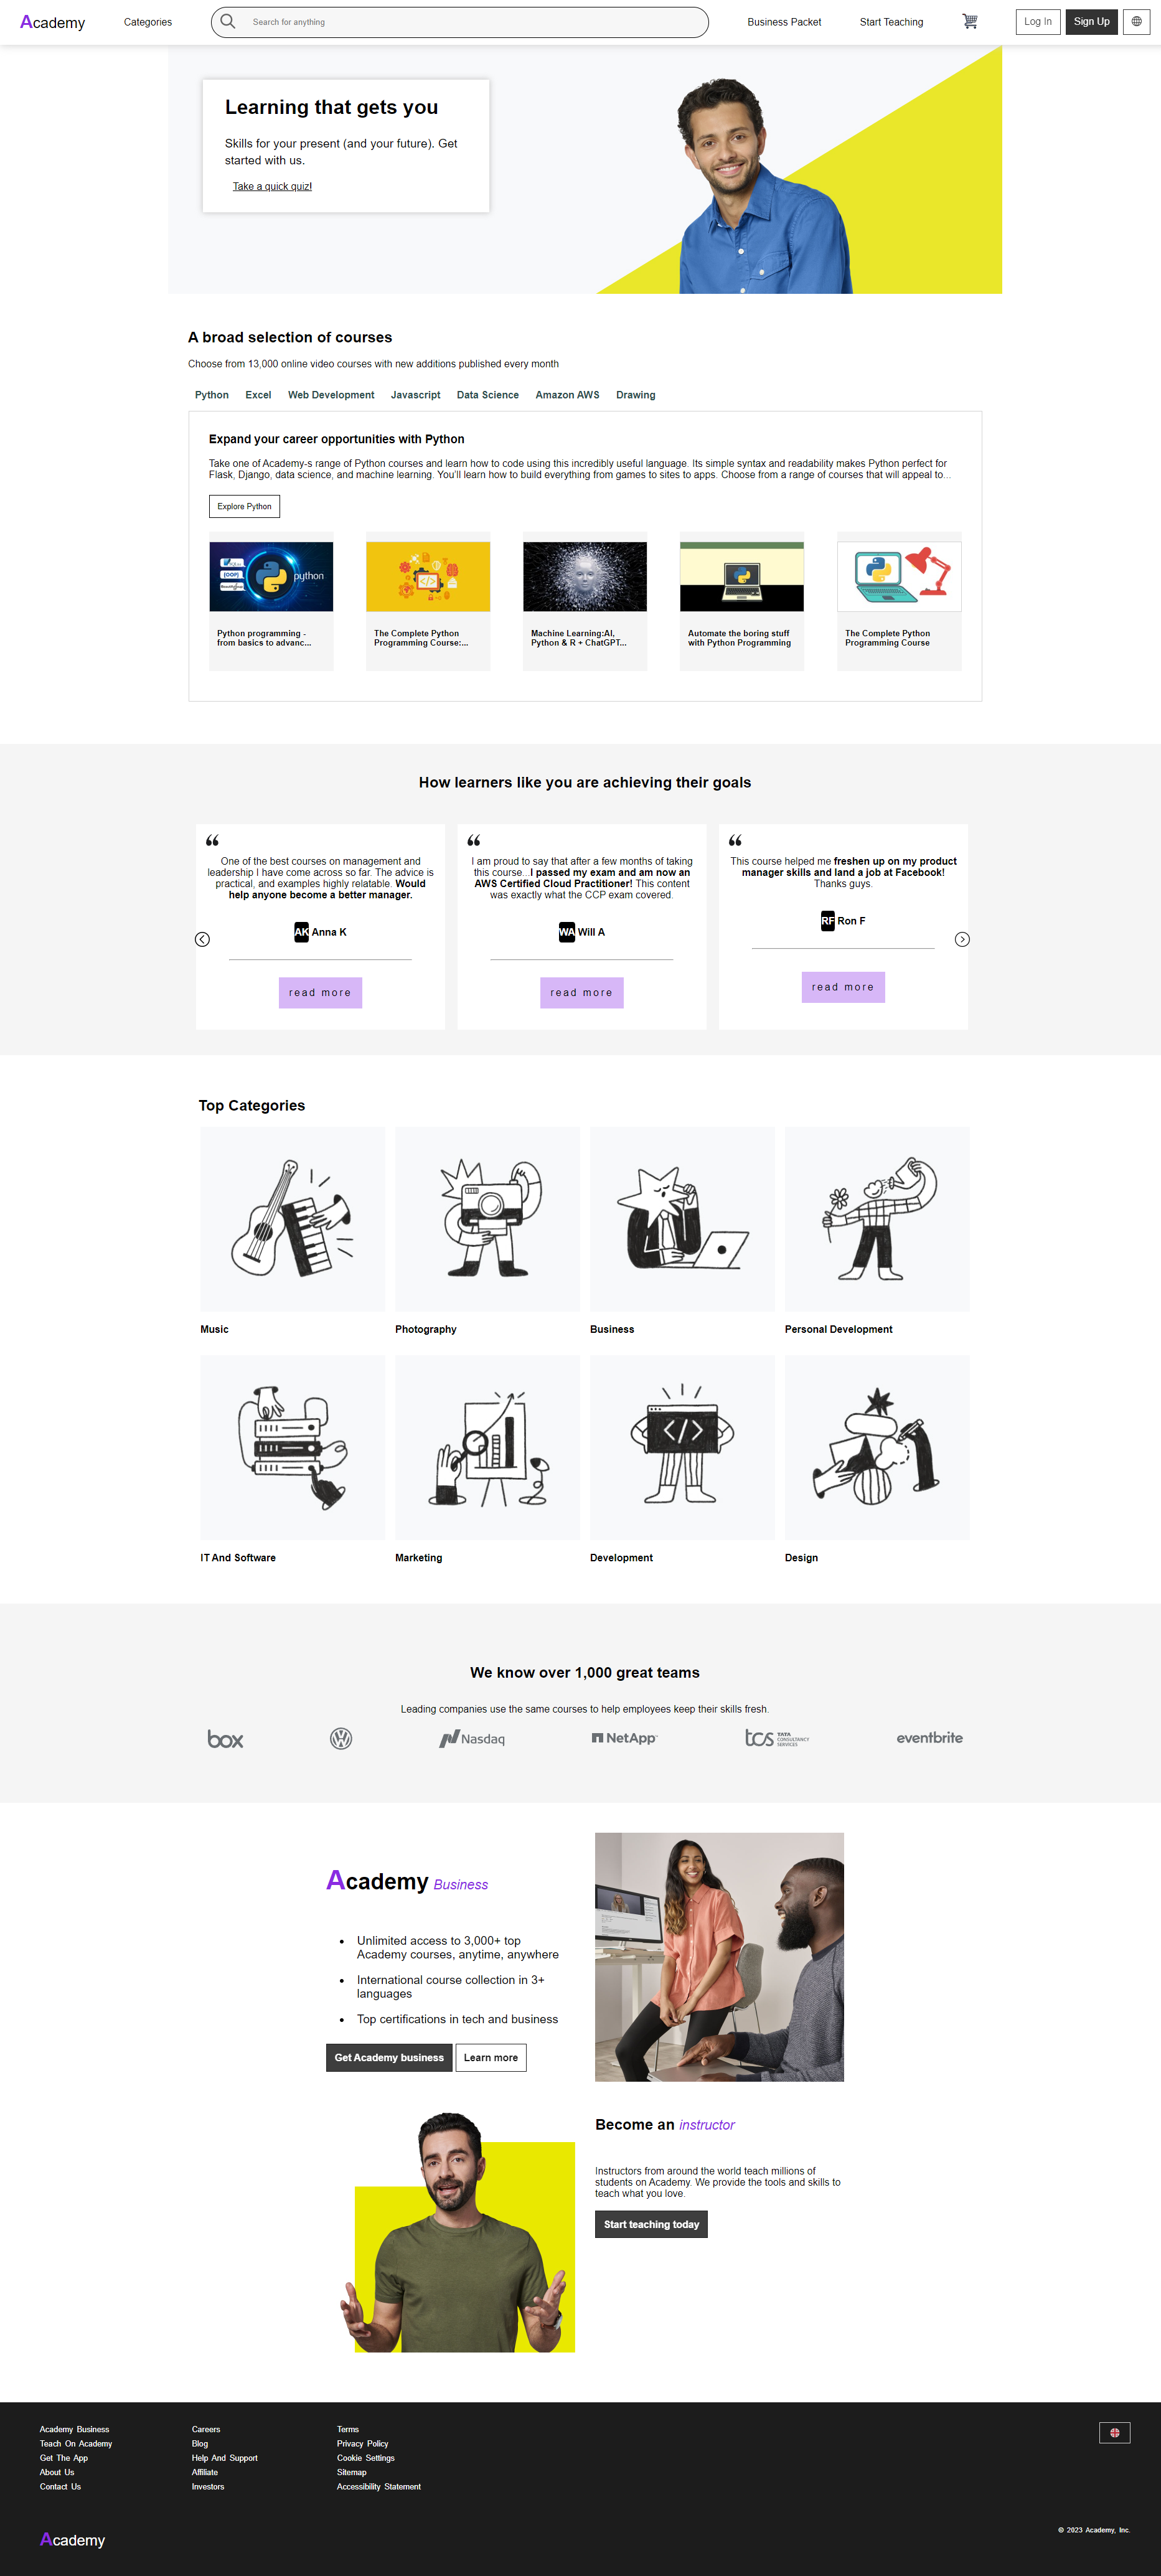 Academy
Categories
Search for anything
Business Packet
Start Teaching
Log In
Sign Up
Learning that gets you
Skills for your present (and your future). Get
started with us.
Take a quick quiz!
A broad selection of courses
Choose from 13,000 online video courses with new additions published every month
Python
Excel
Web Development
Javascript
Data Science
Amazon AWS
Drawing
Expand your career opportunities with Python
Take one of Academy-s range of Python courses and learn how to code using this incredibly useful language. Its simple syntax and readability makes Python perfect for
Flask, Django, data science, and machine learning. You'll learn how to build everything from games to sites to apps. Choose from a range of courses that will appeal to...
Explore Python
python
Python programming -
from basics to advanc...
The Complete Python
Programming Course:...
Machine Learning:AI,
Python & R + ChatGPT...
Automate the boring stuff
with Python Programming
The Complete Python
Programming Course
How learners like you are achieving their goals
One of the best courses on management and
leadership I have come across so far. The advice is
practical, and examples highly relatable. Would
help anyone become a better manager.
AK Anna K
read more
I am proud to say that after a few months of taking
this course...I passed my exam and am now an
AWS Certified Cloud Practitioner! This content
was exactly what the CCP exam covered.
WA Will A
read more
This course helped me freshen up on my product
manager skills and land a job at Facebook!
Thanks guys.
RF Ron F
read more
Top Categories
Music
Photography
Business
Personal Development
IT And Software
Marketing
Development
Design
We know over 1,000 great teams
Leading companies use the same courses to help employees keep their skills fresh.
box
Nasdaq
NetApp
tcs TATA
CONSULTANCY
SERVICES
eventbrite
Academy Business
Unlimited access to 3,000+ top
Academy courses, anytime, anywhere
International course collection in 3+
languages
Top certifications in tech and business
Get Academy business
Learn more
Become an instructor
Instructors from around the world teach millions of
students on Academy. We provide the tools and skills to
teach what you love.
Start teaching today
Academy Business
Teach On Academy
Get The App
About Us
Contact Us
Careers
Blog
Help And Support
Affiliate
Investors
Terms
Privacy Policy
Cookie Settings
Sitemap
Accessibility Statement
Academy
© 2023 Academy, Inc.